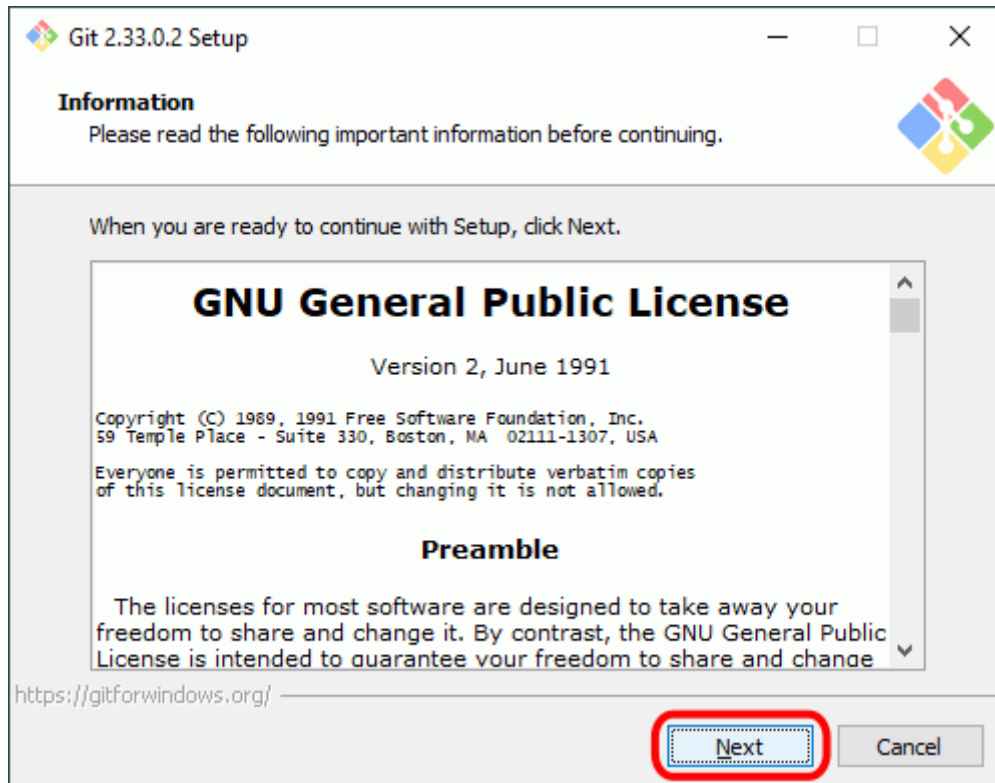 Git 2.33.0.2 Setup
Information
Please read the following important information before continuing.
When you are ready to continue with Setup, click Next.
GNU General Public License
Version 2, June 1991
Copyright (C) 1989, 1991 Free Software Foundation, Inc.
59 Temple Place - Suite 330, Boston, MA  02111-1307, USA
Everyone is permitted to copy and distribute verbatim copies
of this license document, but changing it is not allowed.
Preamble
The licenses for most software are designed to take away your
freedom to share and change it. By contrast, the GNU General Public
License is intended to guarantee your freedom to share and change
https://gitforwindows.org/
Next
Cancel